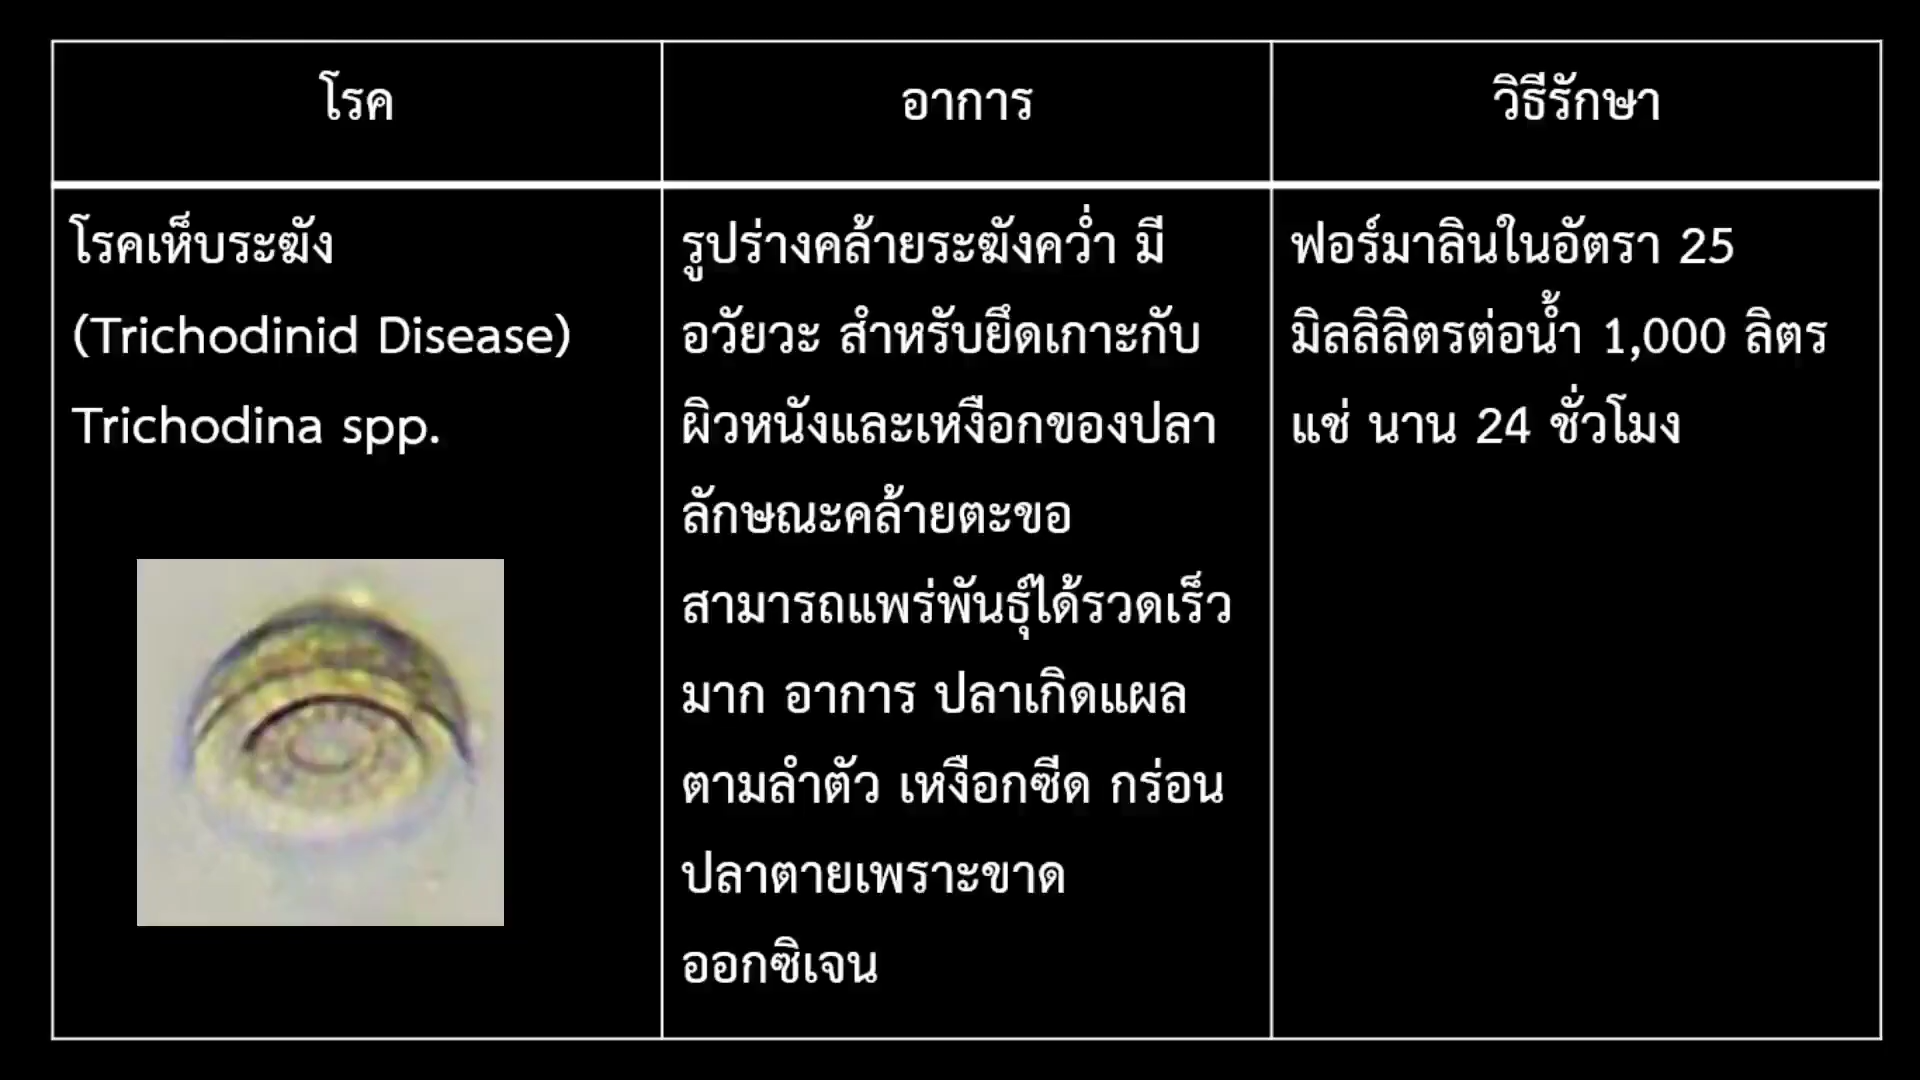 โรค
อาการ
วิธีรักษา
โรคเห็บระฆัง
(Trichodinid Disease)
Trichodina spp.
รูปร่างคล้ายระฆังคว่ำ มี
อวัยวะ สำหรับยึดเกาะกับ
ผิวหนังและเหงือกของปลา
ลักษณะคล้ายตะขอ
สามารถแพร่พันธุ์ได้รวดเร็ว
มาก อาการ ปลาเกิดแผล
ตามลำตัว เหงือกซีด กร่อน
ปลาตายเพราะขาด
ออกซิเจน
ฟอร์มาลินในอัตรา 25
มิลลิลิตรต่อน้ำ 1,000 ลิตร
แช่ นาน 24 ชั่วโมง